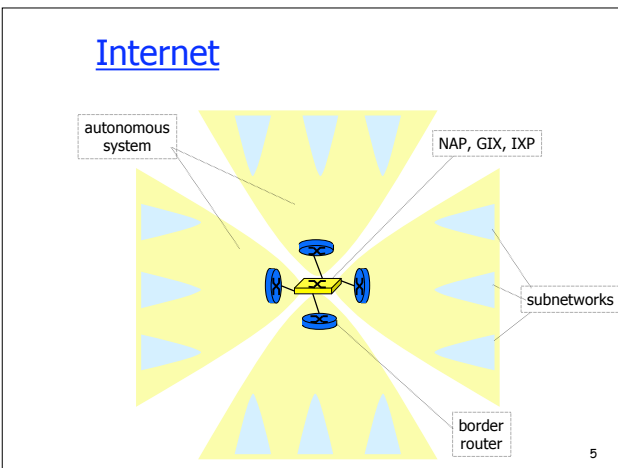 Internet
autonomous
system
NAP, GIX, IXP
subnetworks
border
router
5